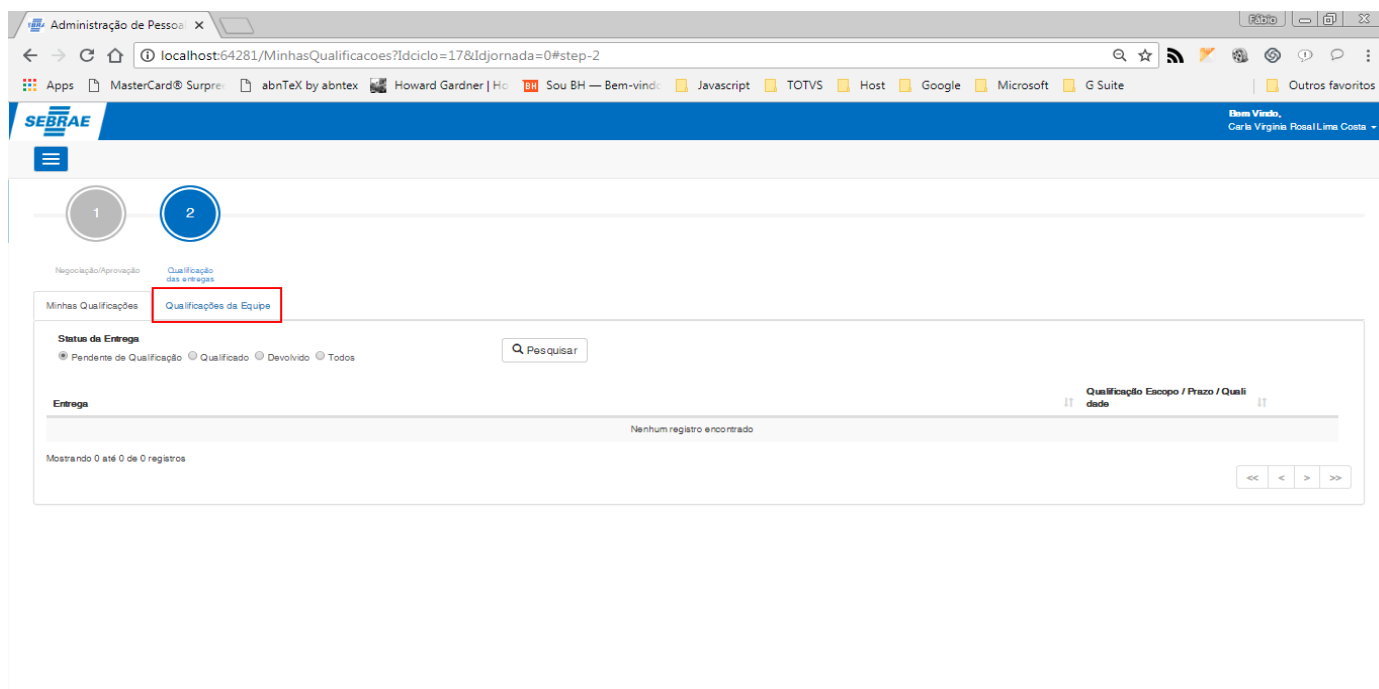 Administração de Pessoal
Fábio
localhost:64281/MinhasQualificacoes?Idciclo=17&Idjornada=0#step-2
Apps MasterCard® Surpre abnTeX by abntex Howard Gardner | Ho BH Sou BH — Bem-vindo Javascript TOTVS Host Google Microsoft G Suite Outros favoritos
SEBRAE
Bem Vindo,
Carla Virginia Rosal Lima Costa
1 2
Negociação/Aprovação
Qualificação
das entregas
Minhas Qualificações Qualificações da Equipe
Status da Entrega
Pendente de Qualificação Qualificado Devolvido Todos
Pesquisar
Entrega
Qualificação Escopo / Prazo / Quali
dade
Nenhum registro encontrado
Mostrando 0 até 0 de 0 registros
<< < > >>